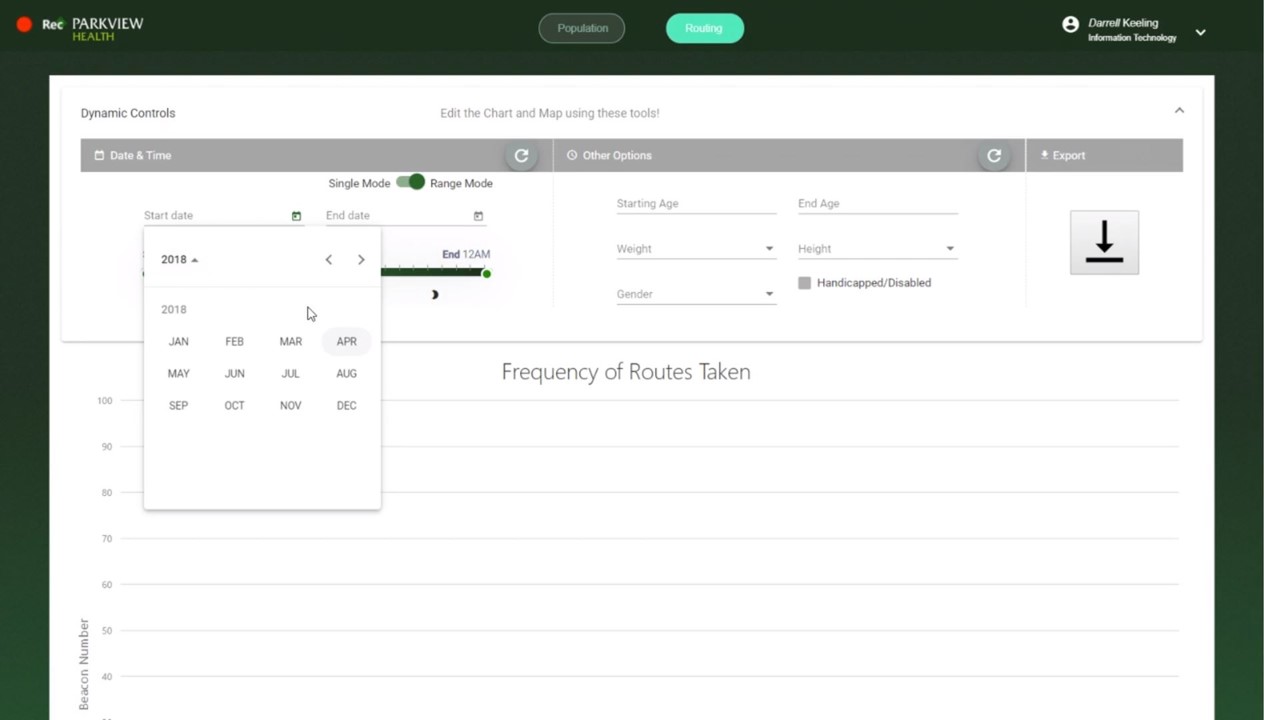 Rec PARKVIEW
HEALTH
Population
Routing
Darrell Keeling
Information Technology
Dynamic Controls
Edit the Chart and Map using these tools!
Date & Time
Other Options
Export
Single Mode
Range Mode
Start date
End date
Starting Age
End Age
Weight
Height
Gender
Handicapped/Disabled
End 12AM
2018
2018
JAN FEB MAR APR
MAY JUN JUL AUG
SEP OCT NOV DEC
Frequency of Routes Taken
100
90
80
70
60
50
40
Beacon Number